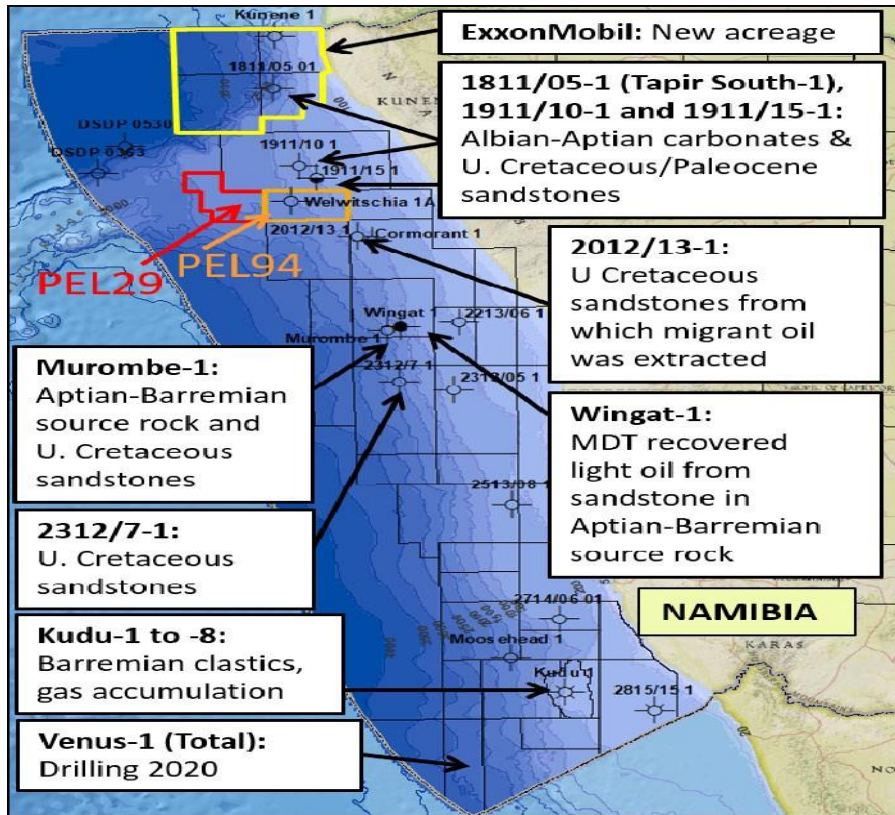 Kunene 1
ExxonMobil: New acreage
1811/05 01
1811/05-1 (Tapir South-1),
1911/10-1 and 1911/15-1:
Albian-Aptian carbonates &
U. Cretaceous/Paleocene
sandstones
KUNENE
DSDP 0530
DSDP 0363
1911/10 1
1911/15 1
Welwitschia 1A
2012/13 1
Cormorant 1
PEL29
PEL94
2012/13-1:
U Cretaceous
sandstones from
which migrant oil
was extracted
Wingat 1
2213/06 1
Murombe 1
2312/7 1
2313/05 1
Murombe-1:
Aptian-Barremian
source rock and
U. Cretaceous
sandstones
Wingat-1:
MDT recovered
light oil from
sandstone in
Aptian-Barremian
source rock
2513/08 1
2312/7-1:
U. Cretaceous
sandstones
2714/06 01
NAMIBIA
Moosehead 1
KARAS
Kudu-1 to -8:
Barremian clastics,
gas accumulation
Kudu 1
2815/15 1
Venus-1 (Total):
Drilling 2020